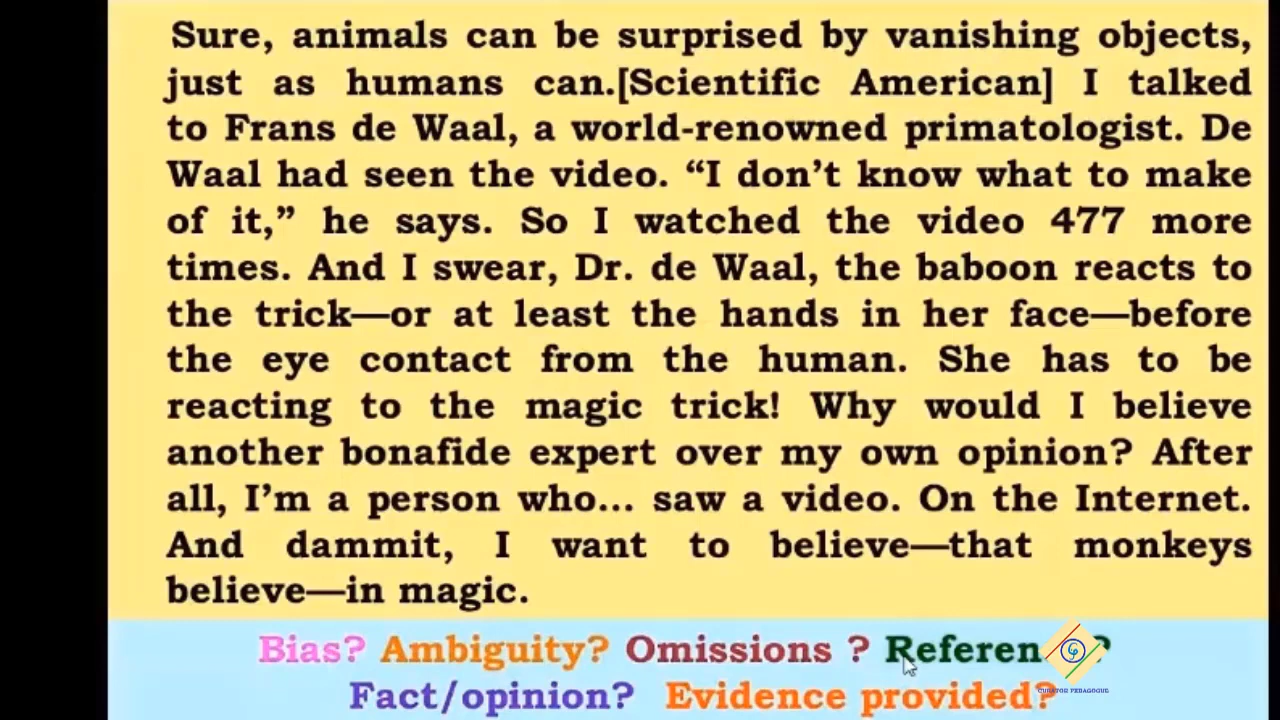 Sure, animals can be surprised by vanishing objects,
just as humans can.[Scientific American] I talked
to Frans de Waal, a world-renowned primatologist. De
Waal had seen the video. “I don’t know what to make
of it,” he says. So I watched the video 477 more
times. And I swear, Dr. de Waal, the baboon reacts to
the trick—or at least the hands in her face—before
the eye contact from the human. She has to be
reacting to the magic trick! Why would I believe
another bonafide expert over my own opinion? After
all, I’m a person who... saw a video. On the Internet.
And dammit, I want to believe—that monkeys
believe—in magic.
Bias? Ambiguity? Omissions ? Referen ?
Fact/opinion? Evidence provided?
CURATOR PEDAGOGUE